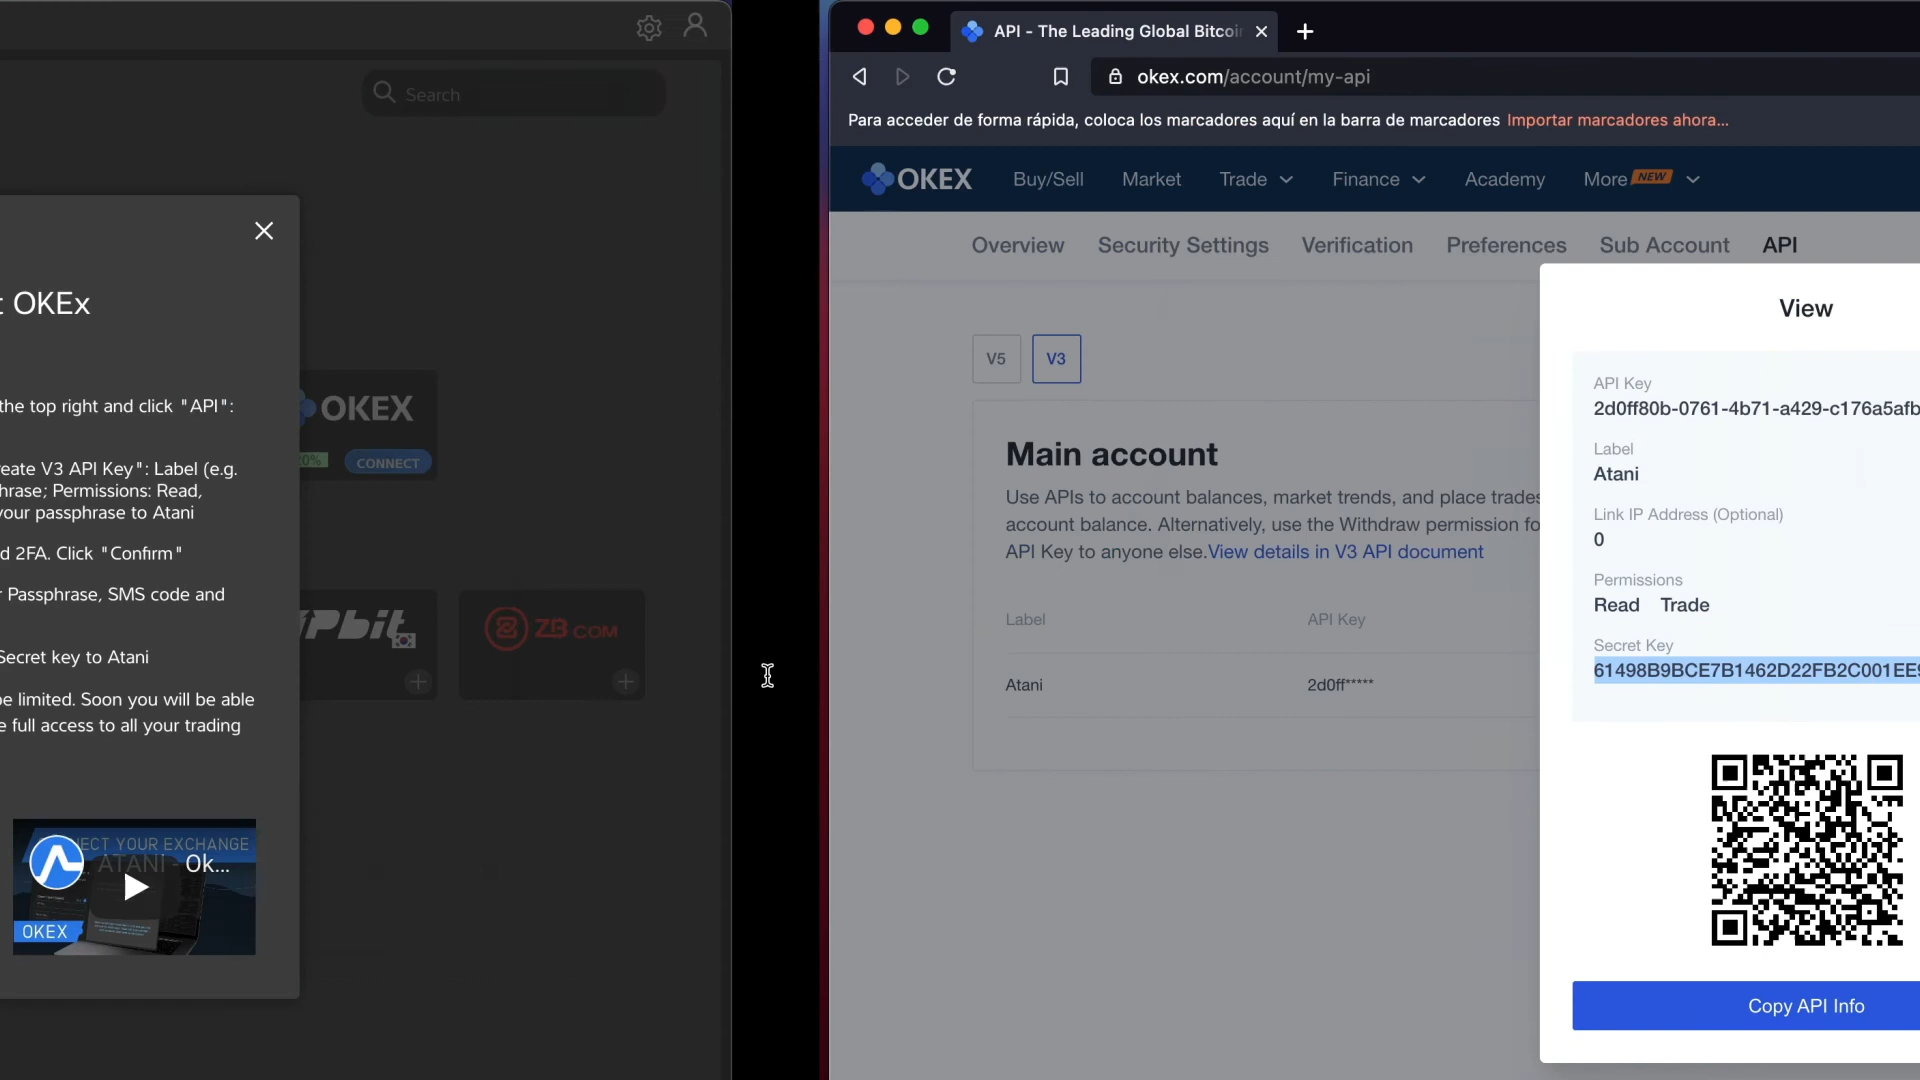 Search
OKEx
the top right and click "API":
eate V3 API Key": Label (e.g.
hrase; Permissions: Read,
your passphrase to Atani
d 2FA. Click "Confirm"
Passphrase, SMS code and
Secret key to Atani
be limited. Soon you will be able
e full access to all your trading
OKEX
20%
CONNECT
Pbit
ZB.COM
NECT YOUR EXCHANGE
ATANI - Ok...
OKEX
API - The Leading Global Bitcoi
okex.com/account/my-api
Para acceder de forma rápida, coloca los marcadores aquí en la barra de marcadores Importar marcadores ahora...
OKEX Buy/Sell Market Trade Finance Academy More NEW
Overview Security Settings Verification Preferences Sub Account API
V5 V3
Main account
Use APIs to account balances, market trends, and place trades
account balance. Alternatively, use the Withdraw permission fo
API Key to anyone else.View details in V3 API document
Label API Key
Atani 2d0ff*****
View
API Key
2d0ff80b-0761-4b71-a429-c176a5afb
Label
Atani
Link IP Address (Optional)
0
Permissions
Read Trade
Secret Key
61498B9BCE7B1462D22FB2C001EE9
Copy API Info